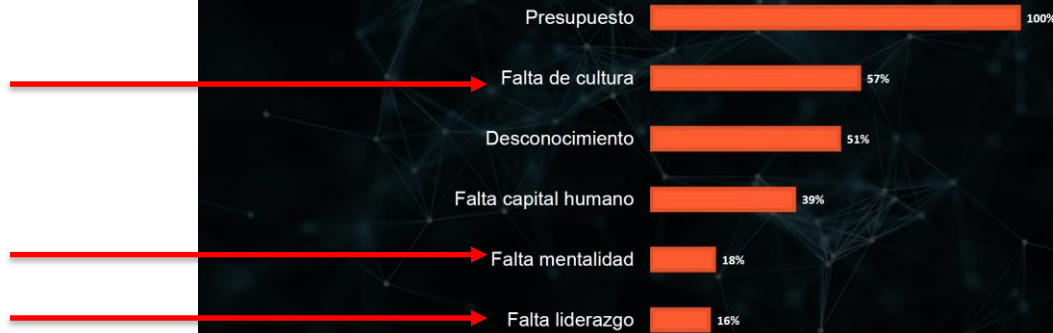 Presupuesto 100%
Falta de cultura 57%
Desconocimiento 51%
Falta capital humano 39%
Falta mentalidad 18%
Falta liderazgo 16%